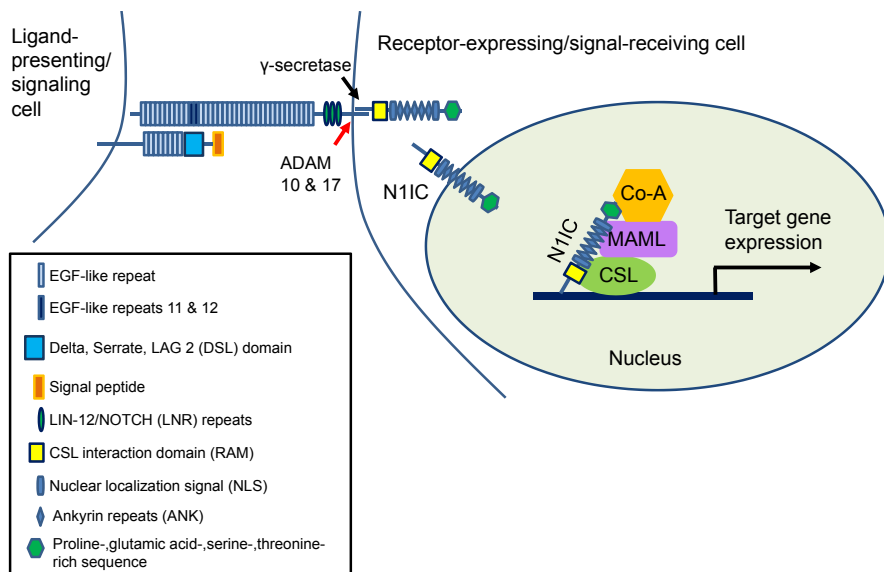 Ligand-
presenting/
signaling
cell
Receptor-expressing/signal-receiving cell
γ-secretase
ADAM
10 & 17
N1IC
N1IC
Co-A
MAML
CSL
Target gene
expression
Nucleus
EGF-like repeat
EGF-like repeats 11 & 12
Delta, Serrate, LAG 2 (DSL) domain
Signal peptide
LIN-12/NOTCH (LNR) repeats
CSL interaction domain (RAM)
Nuclear localization signal (NLS)
Ankyrin repeats (ANK)
Proline-,glutamic acid-,serine-,threonine-
rich sequence